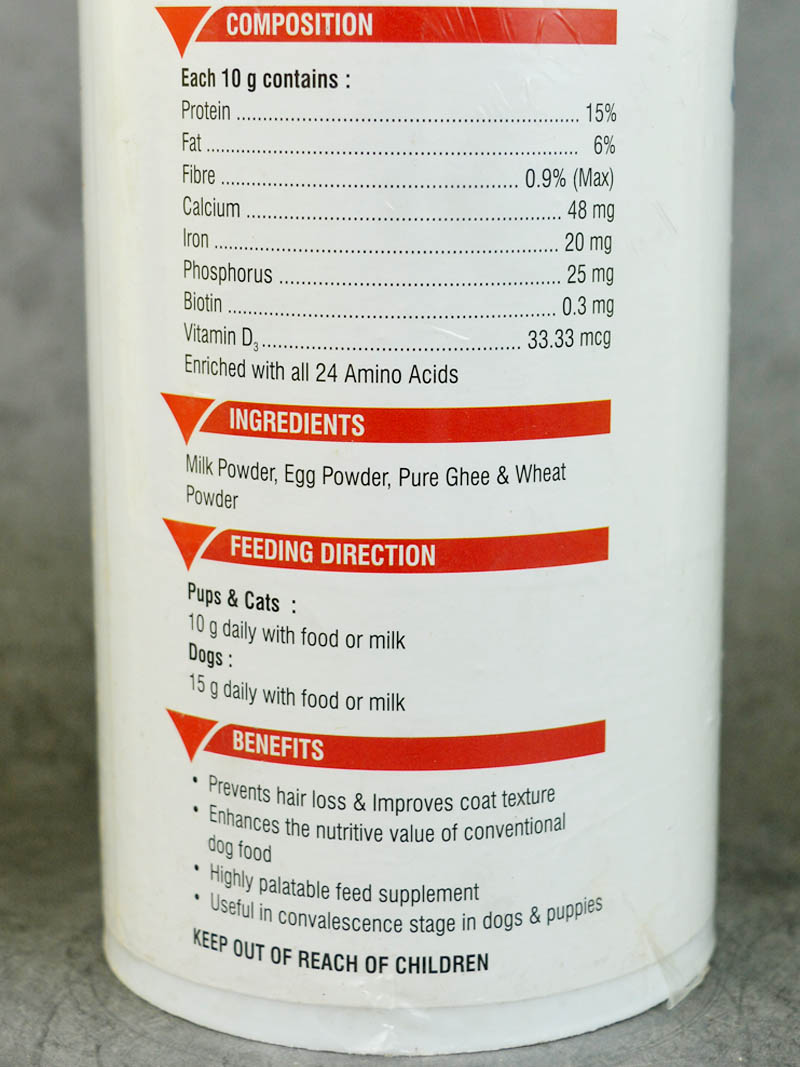 COMPOSITION
Each 10 g contains :
Protein ........................................................ 15%
Fat ............................................................. 6%
Fibre ................................................ 0.9% (Max)
Calcium .................................................... 48 mg
Iron ......................................................... 20 mg
Phosphorus .............................................. 25 mg
Biotin ...................................................... 0.3 mg
Vitamin D₃ ........................................... 33.33 mcg
Enriched with all 24 Amino Acids
INGREDIENTS
Milk Powder, Egg Powder, Pure Ghee & Wheat
Powder
FEEDING DIRECTION
Pups & Cats :
10 g daily with food or milk
Dogs :
15 g daily with food or milk
BENEFITS
• Prevents hair loss & Improves coat texture
• Enhances the nutritive value of conventional
dog food
• Highly palatable feed supplement
• Useful in convalescence stage in dogs & puppies
KEEP OUT OF REACH OF CHILDREN